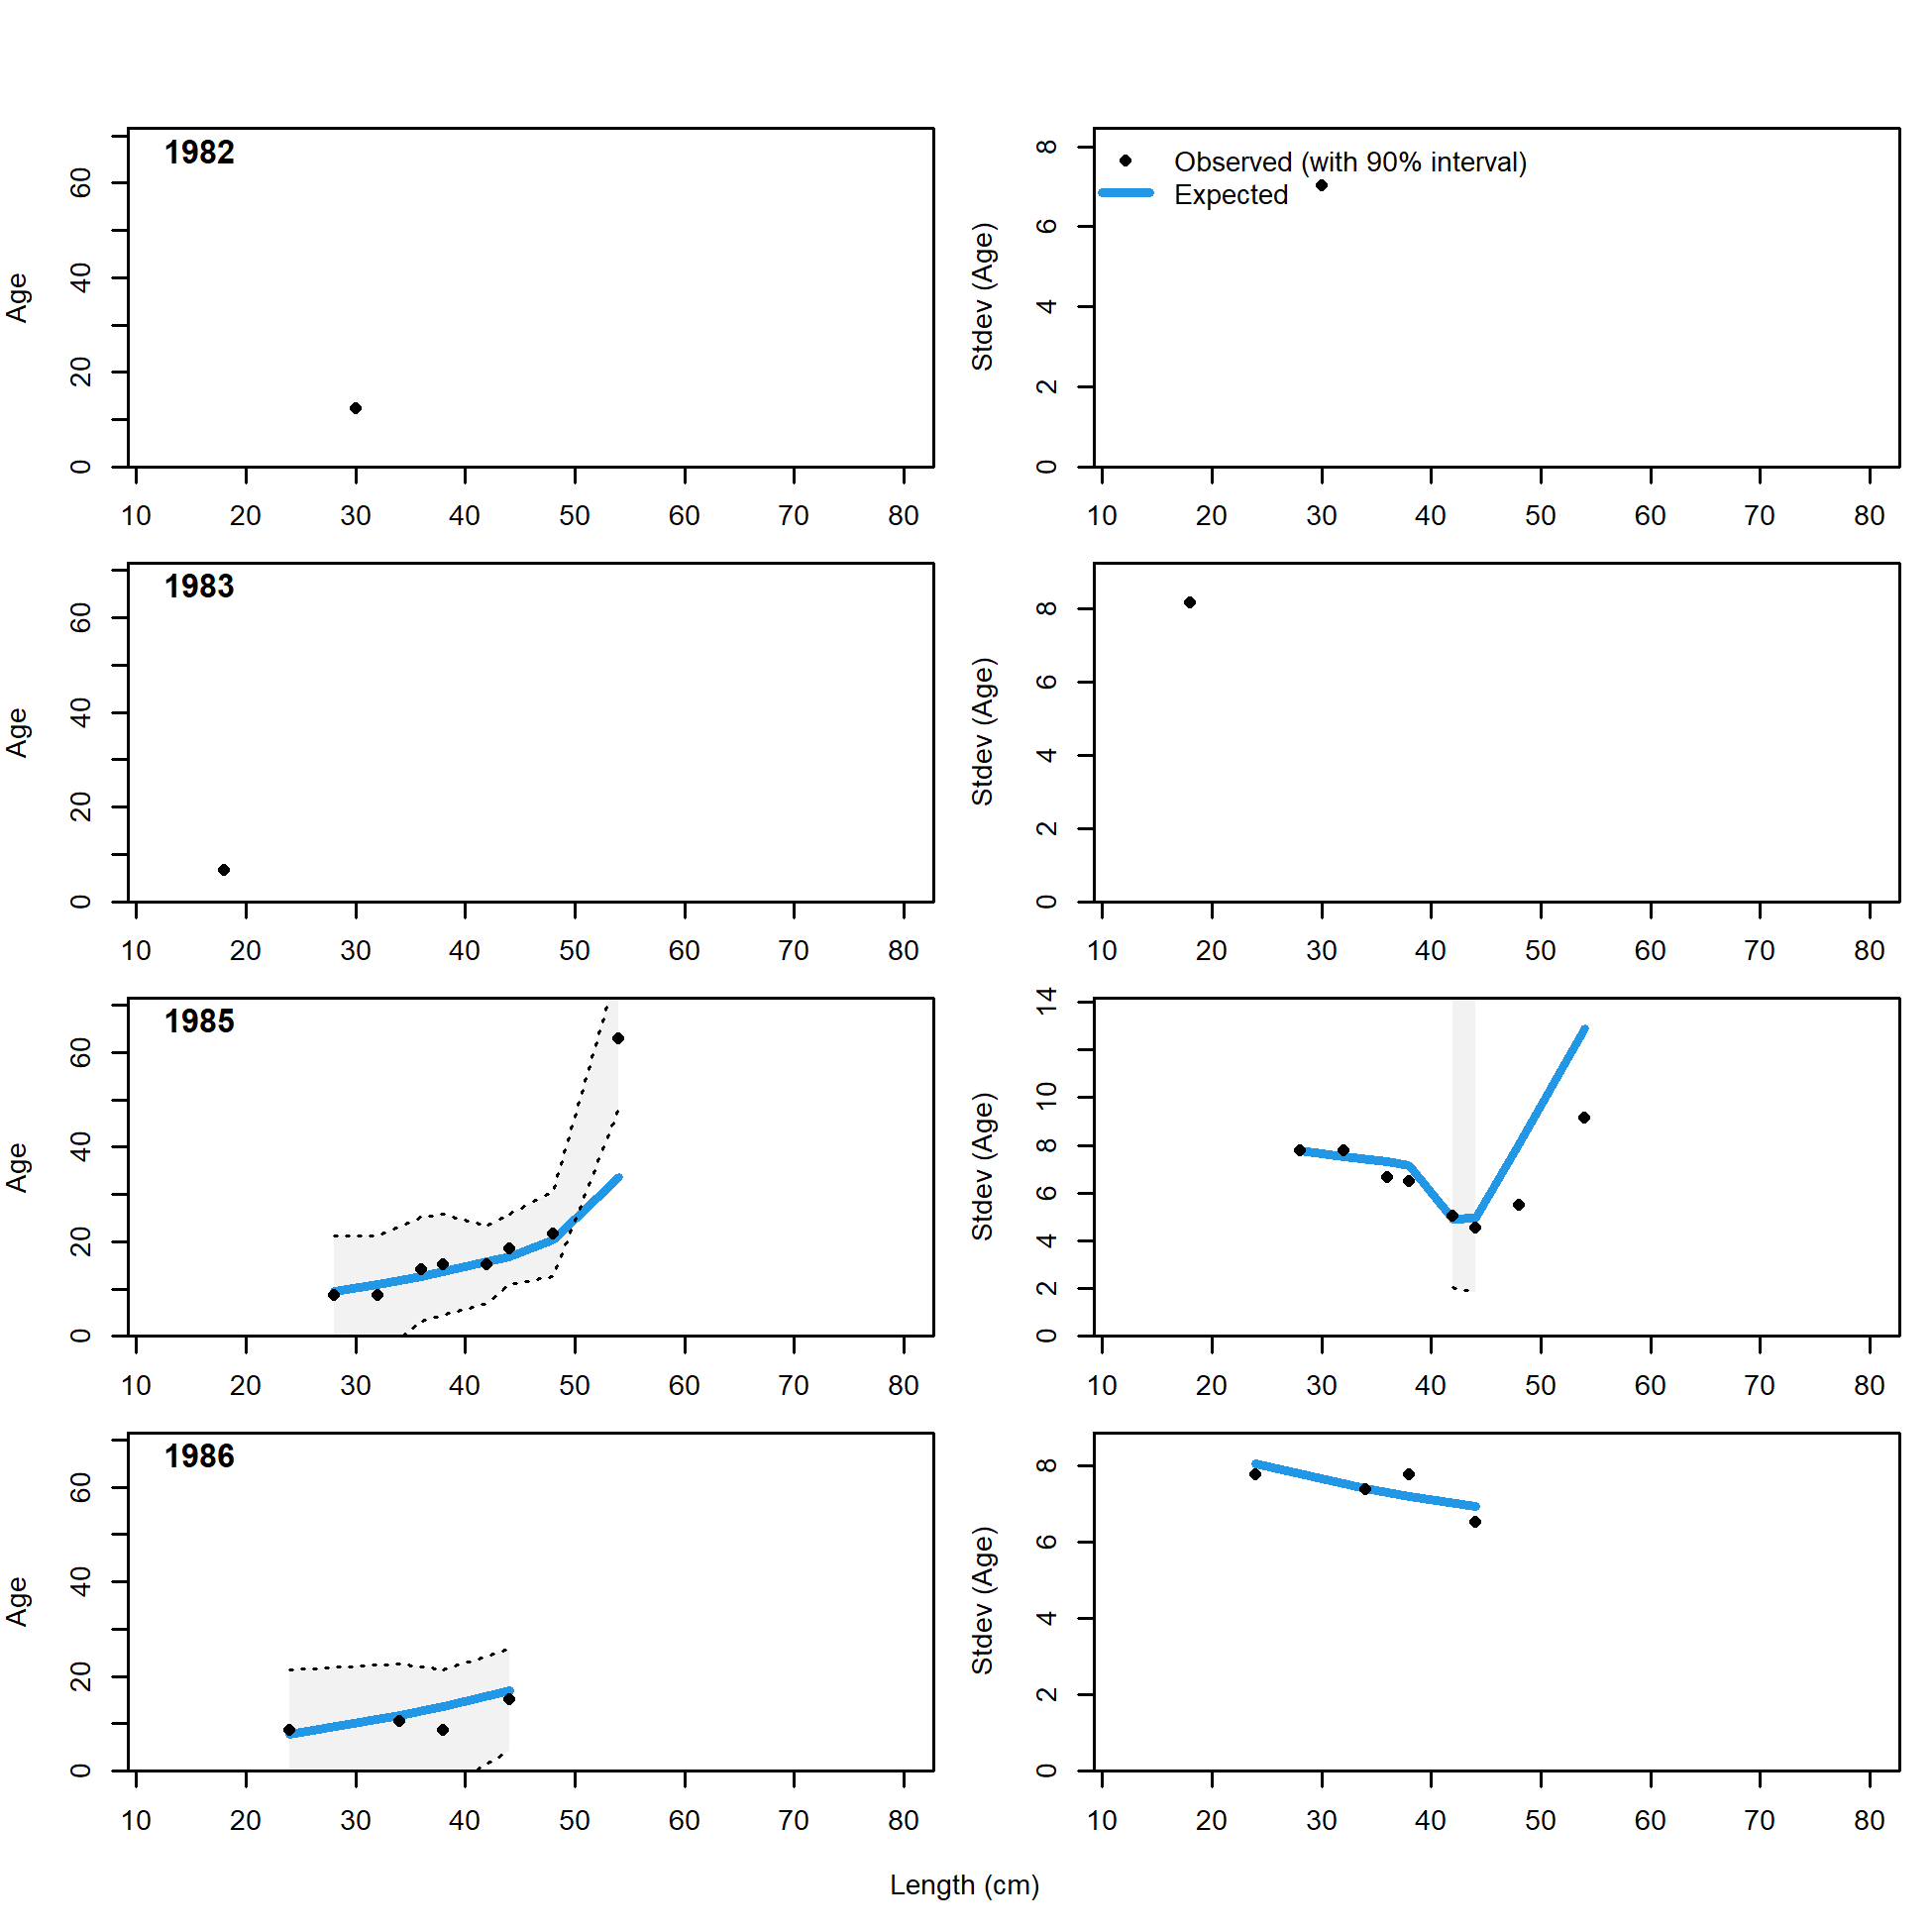 1982
Age
0 20 40 60
10 20 30 40 50 60 70 80
Observed (with 90% interval)
Expected
Stdev (Age)
0 2 4 6 8
10 20 30 40 50 60 70 80
1983
Age
0 20 40 60
10 20 30 40 50 60 70 80
Stdev (Age)
0 2 4 6 8
10 20 30 40 50 60 70 80
1985
Age
0 20 40 60
10 20 30 40 50 60 70 80
Stdev (Age)
0 2 4 6 8 10 14
10 20 30 40 50 60 70 80
1986
Age
0 20 40 60
10 20 30 40 50 60 70 80
Stdev (Age)
0 2 4 6 8
10 20 30 40 50 60 70 80
Length (cm)